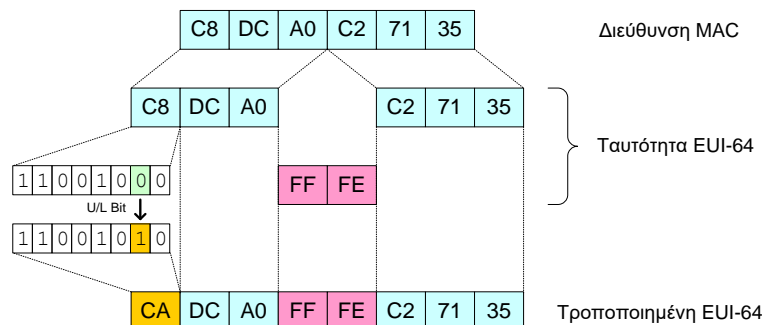 C8 DC A0 C2 71 35 Διεύθυνση MAC
C8 DC A0 C2 71 35
Ταυτότητα EUI-64
1 1 0 0 1 0 0 0 FF FE
U/L Bit
1 1 0 0 1 0 1 0
CA DC A0 FF FE C2 71 35 Τροποποιημένη EUI-64